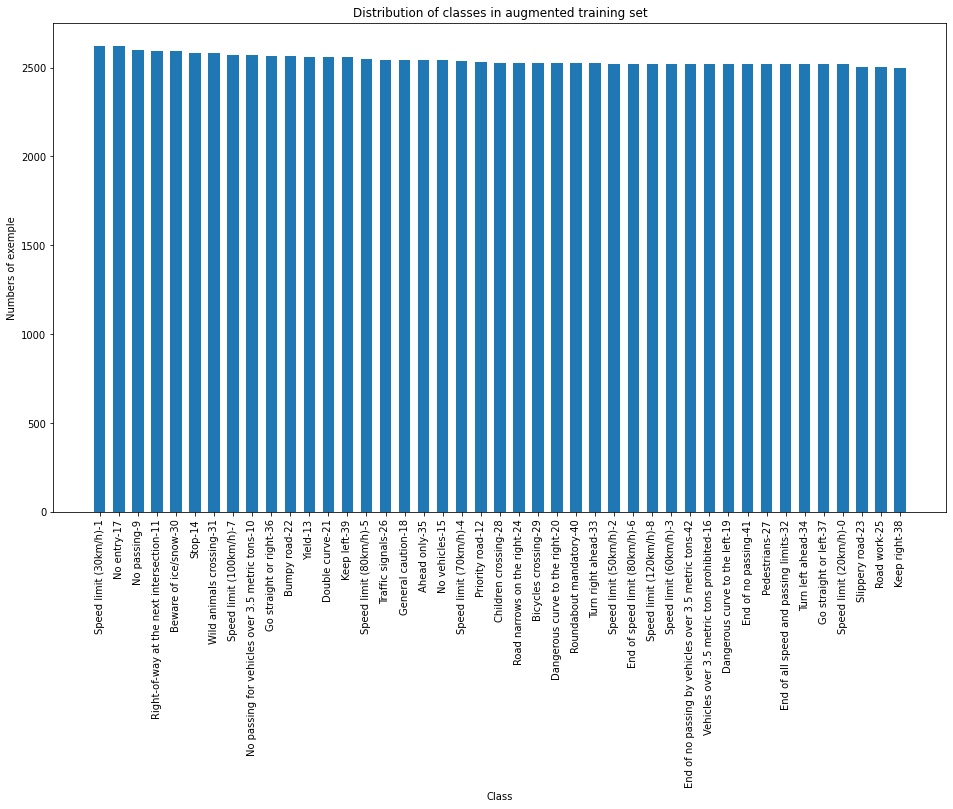 Distribution of classes in augmented training set
Numbers of exemple
2500
2000
1500
1000
500
0
Speed limit (30km/h)-1
No entry-17
No passing-9
Right-of-way at the next intersection-11
Beware of ice/snow-30
Stop-14
Wild animals crossing-31
Speed limit (100km/h)-7
No passing for vehicles over 3.5 metric tons-10
Go straight or right-36
Bumpy road-22
Yield-13
Double curve-21
Keep left-39
Speed limit (80km/h)-5
Traffic signals-26
General caution-18
Ahead only-35
No vehicles-15
Speed limit (70km/h)-4
Priority road-12
Children crossing-28
Road narrows on the right-24
Bicycles crossing-29
Dangerous curve to the right-20
Roundabout mandatory-40
Turn right ahead-33
Speed limit (50km/h)-2
End of speed limit (80km/h)-6
Speed limit (120km/h)-8
Speed limit (60km/h)-3
End of no passing by vehicles over 3.5 metric tons-42
Vehicles over 3.5 metric tons prohibited-16
Dangerous curve to the left-19
End of no passing-41
Pedestrians-27
End of all speed and passing limits-32
Turn left ahead-34
Go straight or left-37
Speed limit (20km/h)-0
Slippery road-23
Road work-25
Keep right-38
Class